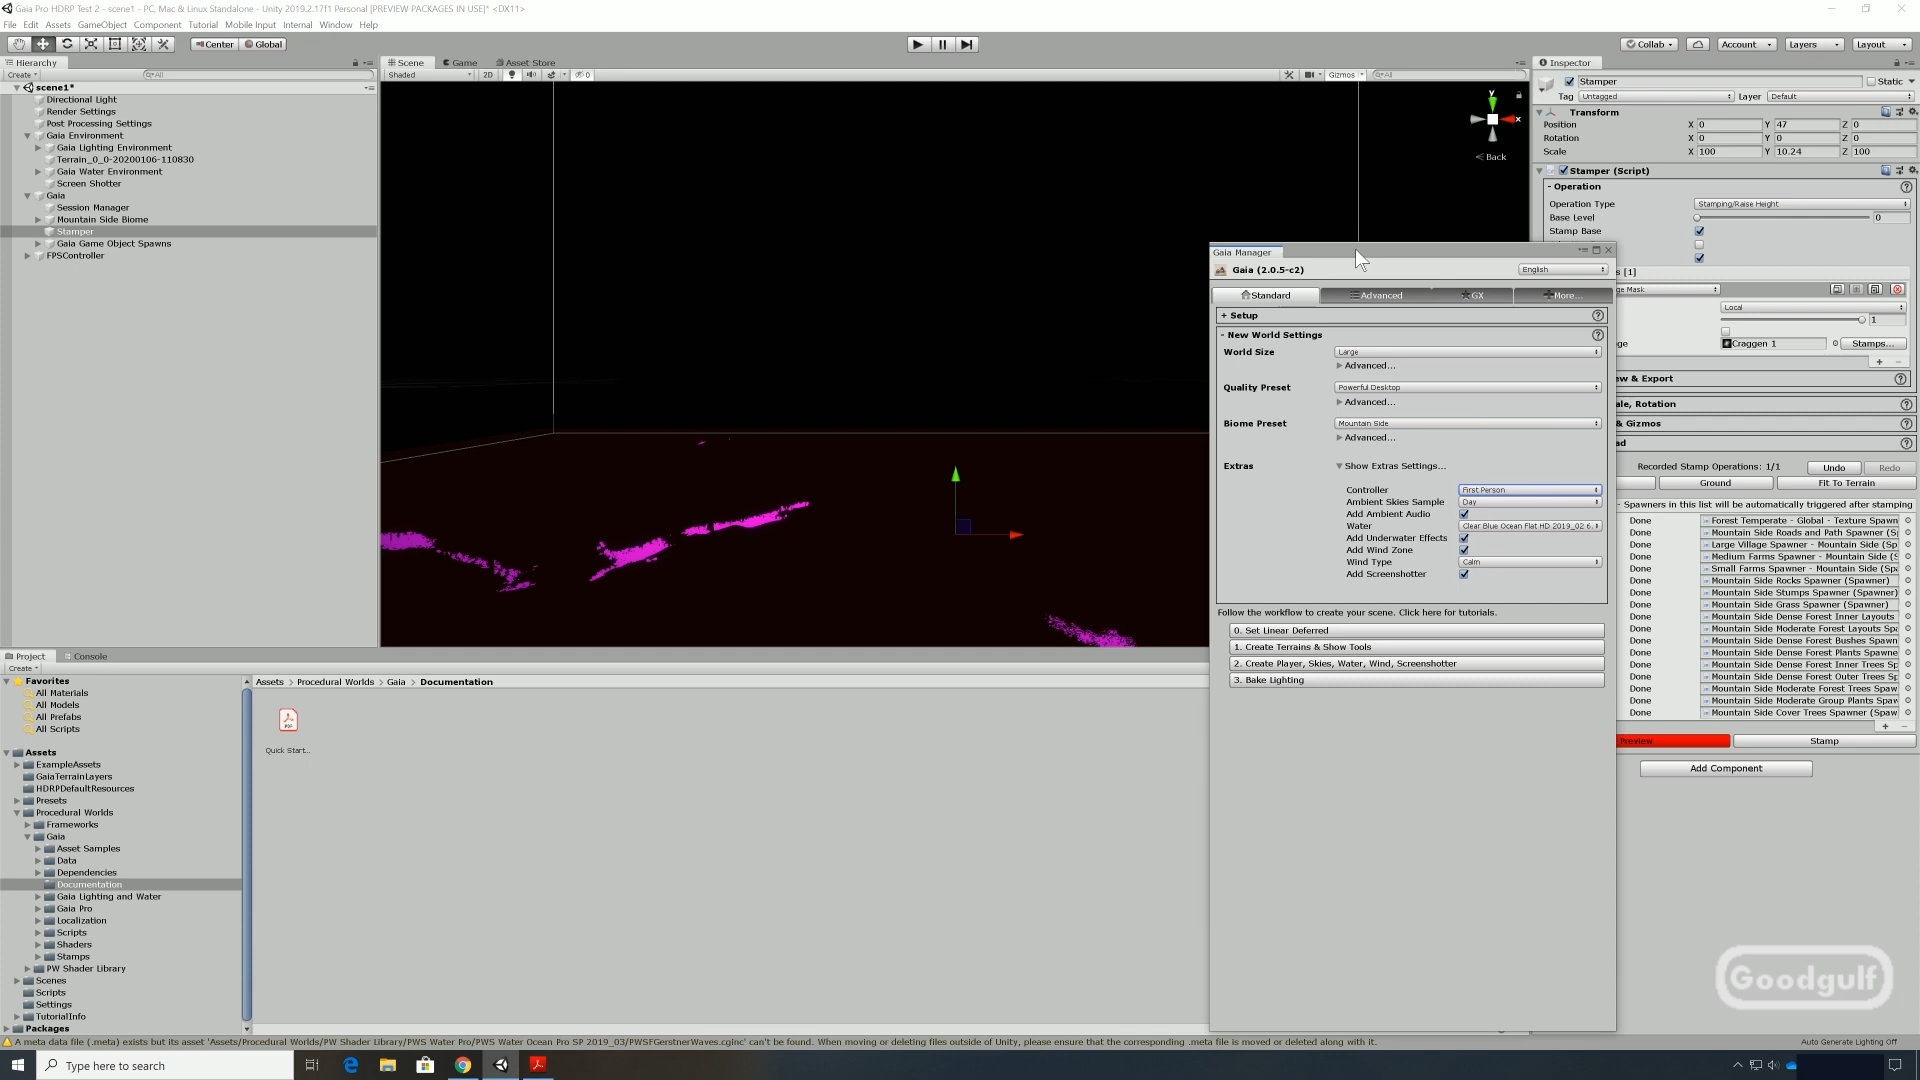 Gaia Pro HDRP Test 2 - scene1 - PC, Mac & Linux Standalone - Unity 2019.2.17f1 Personal [PREVIEW PACKAGES IN USE]* <DX11>
File Edit Assets GameObject Component Tutorial Mobile Input Internal Window Help
Center Global
Collab Account Layers Layout
Hierarchy
Create All
scene1*
Directional Light
Render Settings
Post Processing Settings
Gaia Environment
Gaia Lighting Environment
Terrain_0_0-20200106-110830
Gaia Water Environment
Screen Shotter
Gaia
Session Manager
Mountain Side Biome
Stamper
Gaia Game Object Spawns
FPSController
Scene Game Asset Store
Shaded 2D 0 Gizmos All
y
x
Back
Inspector
Stamper Static
Tag Untagged Layer Default
Transform
Position X 0 Y 47 Z 0
Rotation X 0 Y 0 Z 0
Scale X 100 Y 10.24 Z 100
Stamper (Script)
- Operation
Operation Type Stamping/Raise Height
Base Level 0
Stamp Base
s [1]
ge Mask
Local
1
ge Craggen 1 Stamps...
+ -
ew & Export
ale, Rotation
& Gizmos
ad
Recorded Stamp Operations: 1/1 Undo Redo
Ground Fit To Terrain
- Spawners in this list will be automatically triggered after stamping
Done Forest Temperate - Global - Texture Spawn
Done Mountain Side Roads and Path Spawner (S
Done Large Village Spawner - Mountain Side (Sp
Done Medium Farms Spawner - Mountain Side (S
Done Small Farms Spawner - Mountain Side (Spa
Done Mountain Side Rocks Spawner (Spawner)
Done Mountain Side Stumps Spawner (Spawner)
Done Mountain Side Grass Spawner (Spawner)
Done Mountain Side Dense Forest Inner Layouts
Done Mountain Side Moderate Forest Layouts Spa
Done Mountain Side Dense Forest Bushes Spawn
Done Mountain Side Dense Forest Plants Spawne
Done Mountain Side Dense Forest Inner Trees Sp
Done Mountain Side Dense Forest Outer Trees Sp
Done Mountain Side Moderate Forest Trees Spaw
Done Mountain Side Moderate Group Plants Spaw
Done Mountain Side Cover Trees Spawner (Spaw
+ -
Preview Stamp
Add Component
Gaia Manager
Gaia (2.0.5-c2) English
Standard Advanced GX More...
+ Setup
- New World Settings
World Size Large
Advanced...
Quality Preset Powerful Desktop
Advanced...
Biome Preset Mountain Side
Advanced...
Extras Show Extras Settings...
Controller First Person
Ambient Skies Sample Day
Add Ambient Audio
Water Clear Blue Ocean Flat HD 2019_02 6.
Add Underwater Effects
Add Wind Zone
Wind Type Calm
Add Screenshotter
Follow the workflow to create your scene. Click here for tutorials.
0. Set Linear Deferred
1. Create Terrains & Show Tools
2. Create Player, Skies, Water, Wind, Screenshotter
3. Bake Lighting
Project Console
Create
Favorites
All Materials
All Models
All Prefabs
All Scripts
Assets
ExampleAssets
GaiaTerrainLayers
HDRPDefaultResources
Presets
Procedural Worlds
Frameworks
Gaia
Asset Samples
Data
Dependencies
Documentation
Gaia Lighting and Water
Gaia Pro
Localization
Scripts
Shaders
Stamps
PW Shader Library
Scenes
Scripts
Settings
TutorialInfo
Packages
Assets > Procedural Worlds > Gaia > Documentation
PDF
Quick Start...
Goodgulf
A meta data file (.meta) exists but its asset 'Assets/Procedural Worlds/PW Shader Library/PWS Water Pro/PWS Water Ocean Pro SP 2019_03/PWSFGerstnerWaves.cginc' can't be found. When moving or deleting files outside of Unity, please ensure that the corresponding .meta file is moved or deleted along with it.
Auto Generate Lighting Off
Type here to search